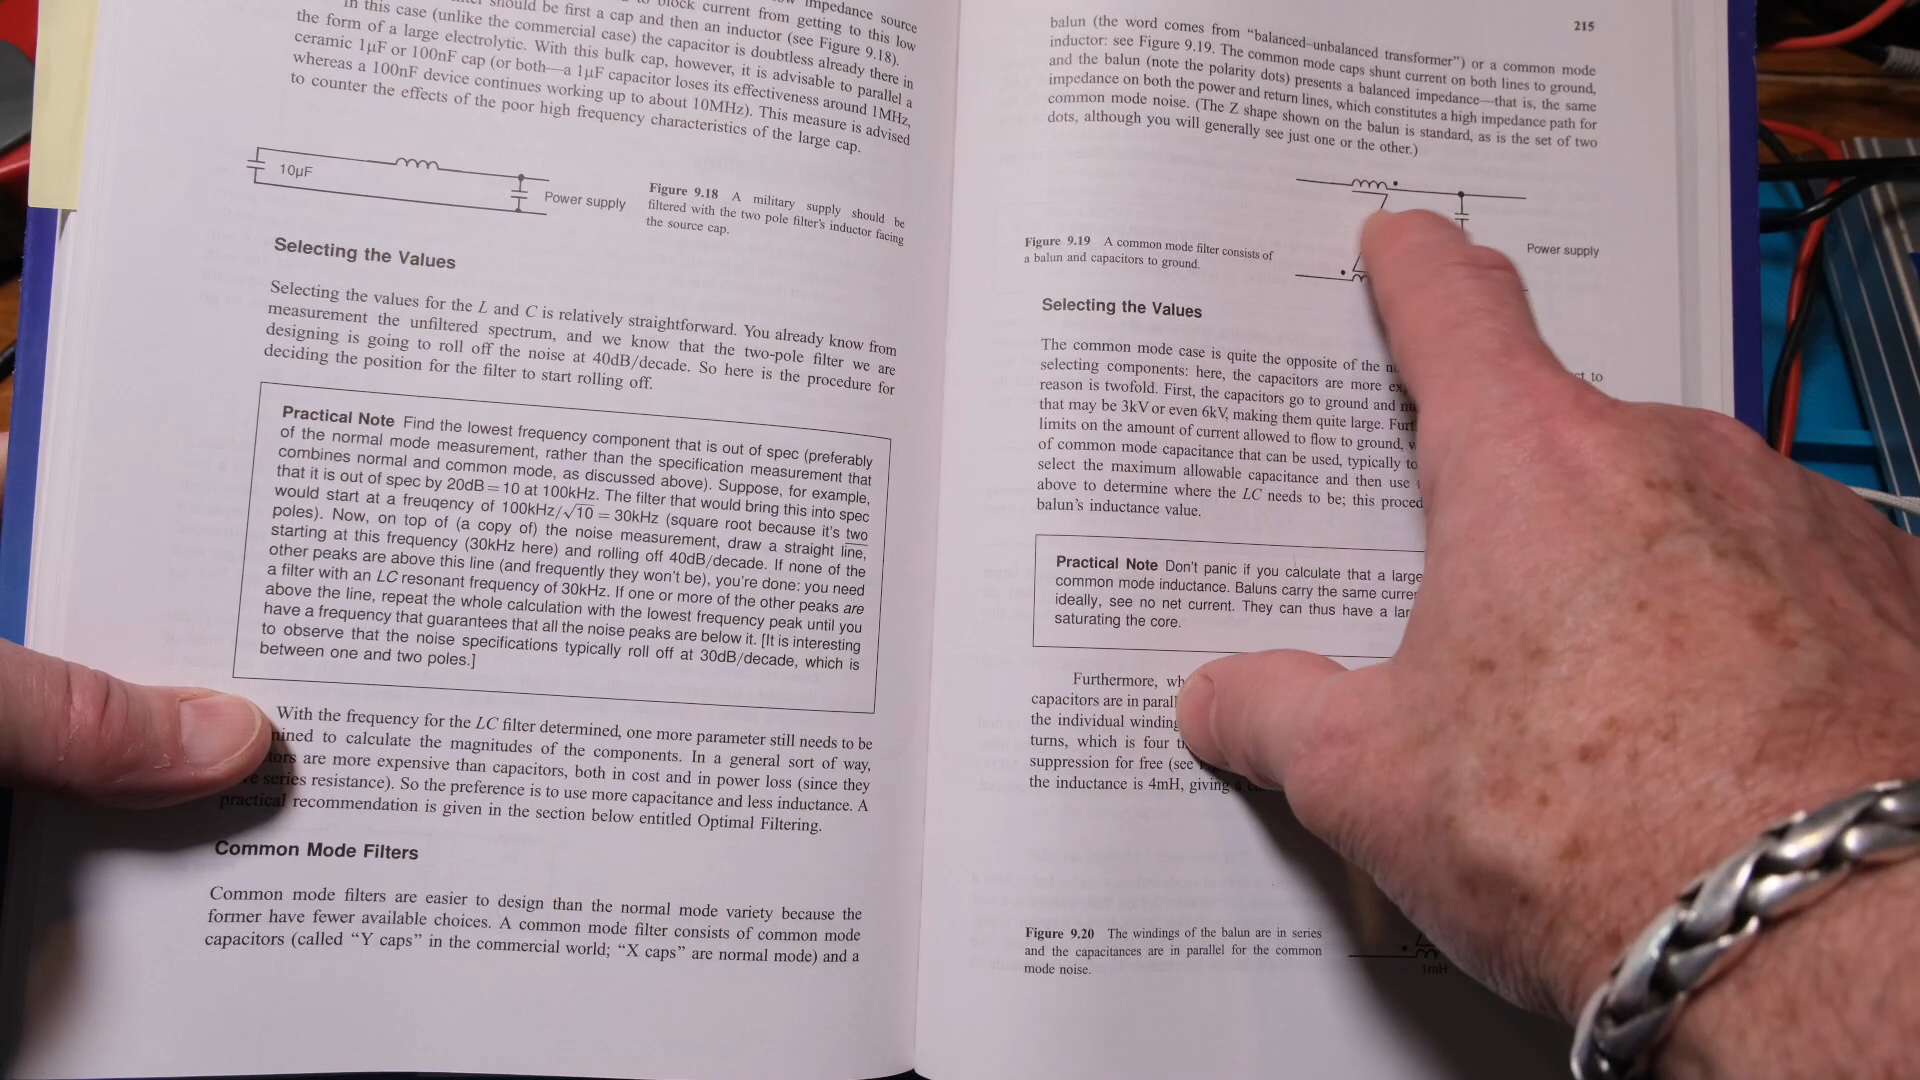 impedance source
should be first a cap and then an inductor (see Figure 9.18).
block current from getting to this low
In this case (unlike the commercial case) the capacitor is doubtless already there in
the form of a large electrolytic. With this bulk cap, however, it is advisable to parallel a
ceramic 1µF or 100nF cap (or both—a 1µF capacitor loses its effectiveness around 1MHz,
whereas a 100nF device continues working up to about 10MHz). This measure is advised
to counter the effects of the poor high frequency characteristics of the large cap.
10µF
Power supply
Figure 9.18 A military supply should be
filtered with the two pole filter's inductor facing
the source cap.
Selecting the Values
Selecting the values for the L and C is relatively straightforward. You already know from
measurement the unfiltered spectrum, and we know that the two-pole filter we are
designing is going to roll off the noise at 40dB/decade. So here is the procedure for
deciding the position for the filter to start rolling off.
Practical Note Find the lowest frequency component that is out of spec (preferably
of the normal mode measurement, rather than the specification measurement that
combines normal and common mode, as discussed above). Suppose, for example,
that it is out of spec by 20dB = 10 at 100kHz. The filter that would bring this into spec
would start at a freuqency of 100kHz/√10 = 30kHz (square root because it's two
poles). Now, on top of (a copy of) the noise measurement, draw a straight line,
starting at this frequency (30kHz here) and rolling off 40dB/decade. If none of the
other peaks are above this line (and frequently they won't be), you're done: you need
a filter with an LC resonant frequency of 30kHz. If one or more of the other peaks are
above the line, repeat the whole calculation with the lowest frequency peak until you
have a frequency that guarantees that all the noise peaks are below it. [It is interesting
to observe that the noise specifications typically roll off at 30dB/decade, which is
between one and two poles.]
With the frequency for the LC filter determined, one more parameter still needs to be
mined to calculate the magnitudes of the components. In a general sort of way,
tors are more expensive than capacitors, both in cost and in power loss (since they
e series resistance). So the preference is to use more capacitance and less inductance. A
practical recommendation is given in the section below entitled Optimal Filtering.
Common Mode Filters
Common mode filters are easier to design than the normal mode variety because the
former have fewer available choices. A common mode filter consists of common mode
capacitors (called “Y caps” in the commercial world; “X caps” are normal mode) and a
215
balun (the word comes from “balanced–unbalanced transformer”) or a common mode
inductor: see Figure 9.19. The common mode caps shunt current on both lines to ground,
and the balun (note the polarity dots) presents a balanced impedance—that is, the same
impedance on both the power and return lines, which constitutes a high impedance path for
common mode noise. (The Z shape shown on the balun is standard, as is the set of two
dots, although you will generally see just one or the other.)
Power supply
Figure 9.19 A common mode filter consists of
a balun and capacitors to ground.
Selecting the Values
The common mode case is quite the opposite of the
selecting components: here, the capacitors are more
reason is twofold. First, the capacitors go to ground and
that may be 3kV or even 6kV, making them quite large.
limits on the amount of current allowed to flow to ground,
of common mode capacitance that can be used, typically to
select the maximum allowable capacitance and then use
above to determine where the LC needs to be; this
balun's inductance value.
to
Practical Note Don't panic if you calculate that a large
common mode inductance. Baluns carry the same
ideally, see no net current. They can thus have a
saturating the core.
Furthermore,
capacitors are in
the individual
turns, which is four
suppression for free (see
the inductance is 4mH, giving
Figure 9.20 The windings of the balun are in series
and the capacitances are in parallel for the common
mode noise.
1mH